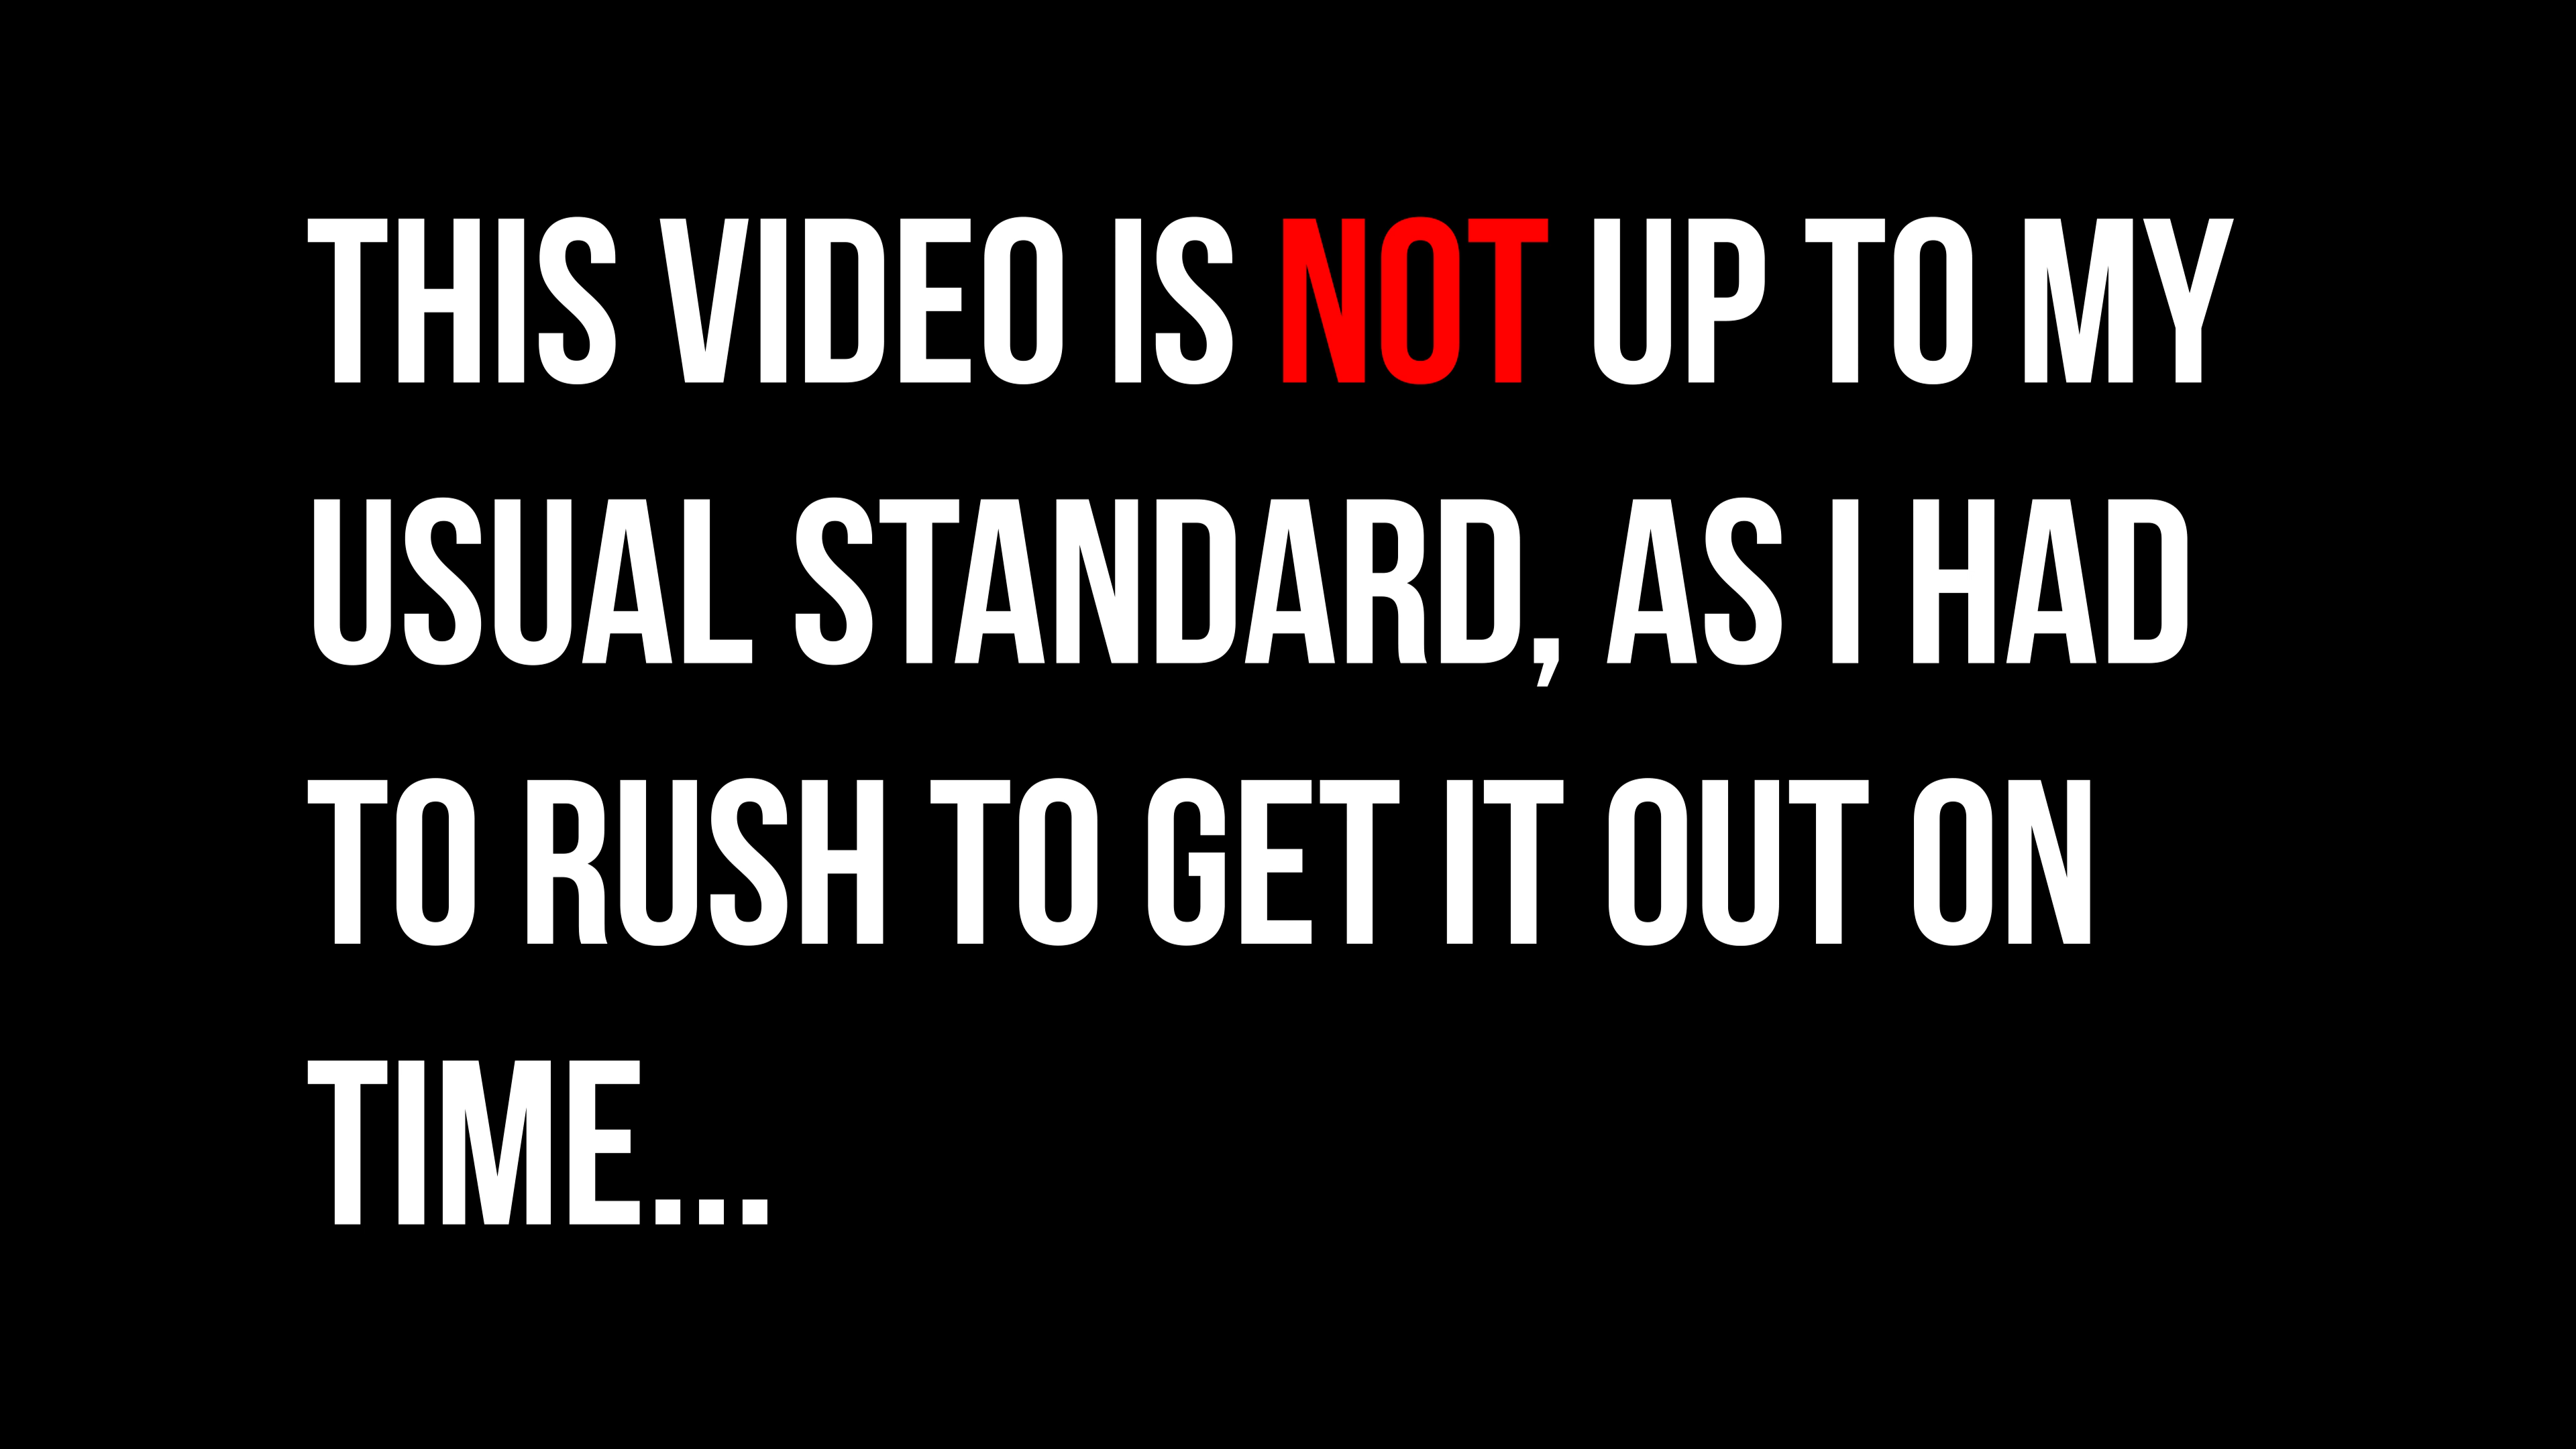 THIS VIDEO IS NOT UP TO MY
USUAL STANDARD, AS I HAD
TO RUSH TO GET IT OUT ON
TIME...